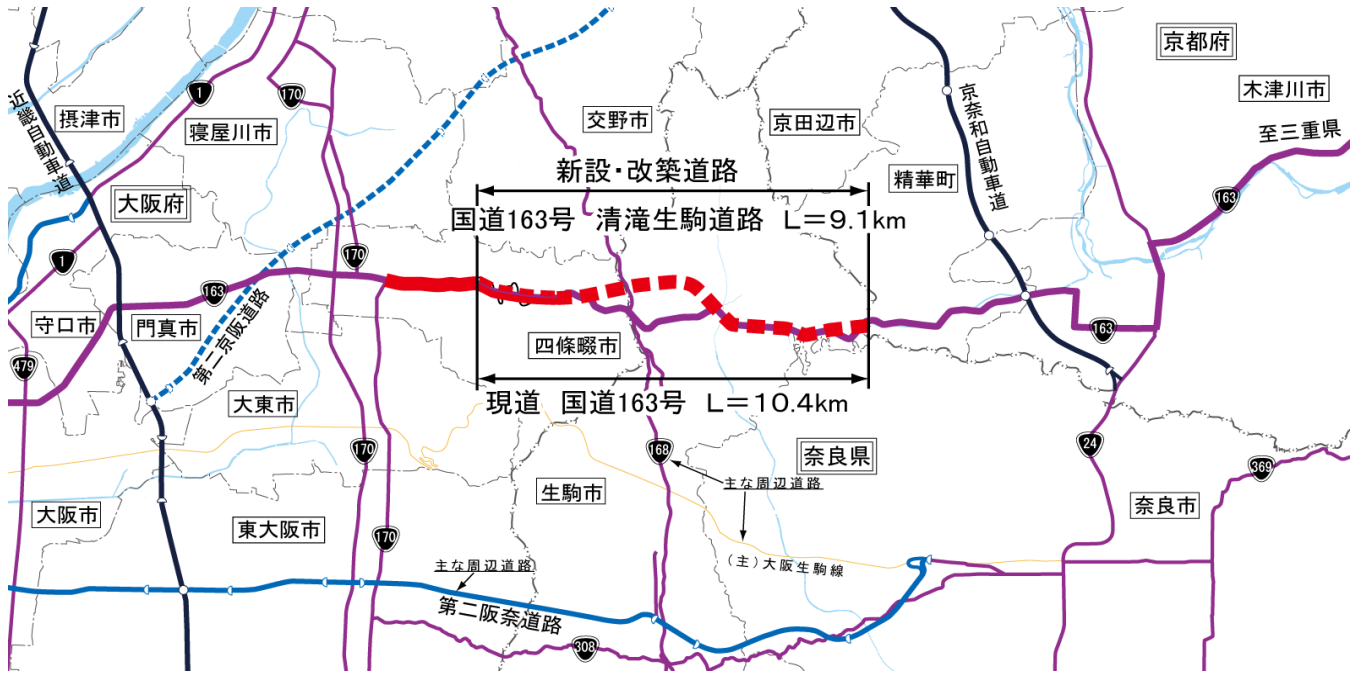 京都府
木津川市
至三重県
近畿自動車道
摂津市
1
170
寝屋川市
交野市
京田辺市
京奈和自動車道
精華町
新設・改築道路
大阪府
国道163号 清滝生駒道路 L=9.1km
163
1
170
163
守口市
門真市
第二京阪道路
163
四條畷市
479
現道 国道163号 L=10.4km
大東市
170
168
奈良県
24
369
主な周辺道路
生駒市
奈良市
大阪市
東大阪市
170
主な周辺道路
(主)大阪生駒線
第二阪奈道路
308